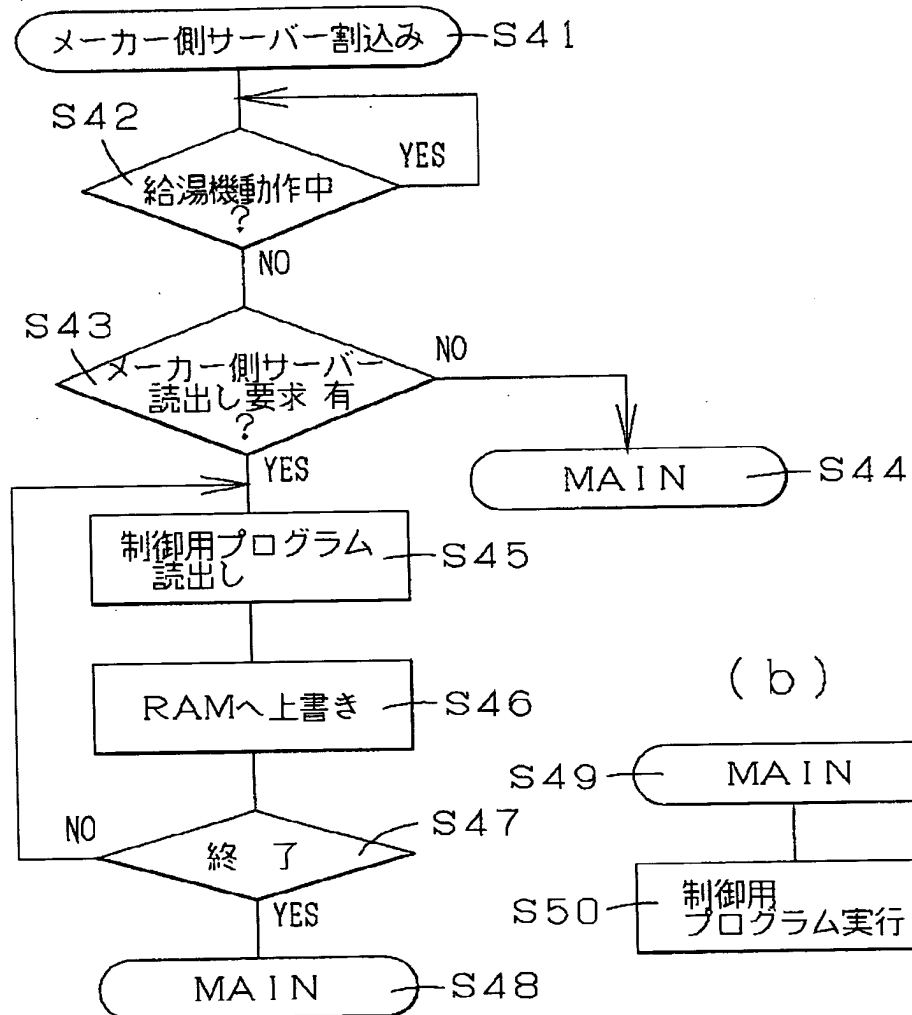 メーカー側サーバー割込み
S41
S42
給湯機動作中
?
YES
NO
S43
メーカー側サーバー
読出し要求 有
?
NO
YES
MAIN
S44
制御用プログラム
読出し
S45
RAMへ上書き
S46
終 了
S47
NO
YES
MAIN
S48
(b)
S49
MAIN
S50
制御用
プログラム実行